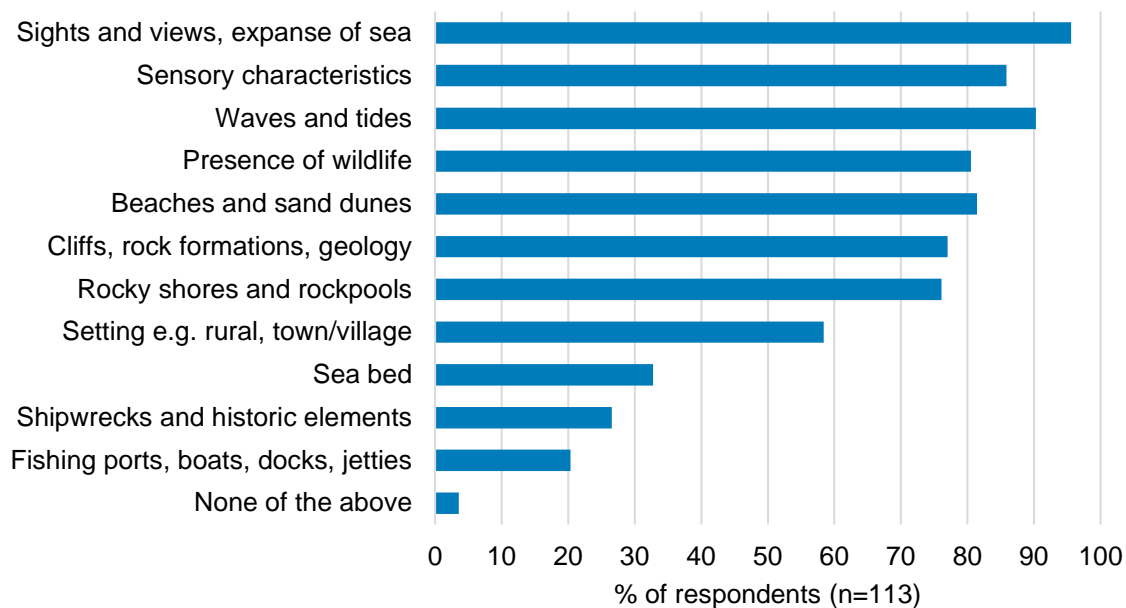 Sights and views, expanse of sea
Sensory characteristics
Waves and tides
Presence of wildlife
Beaches and sand dunes
Cliffs, rock formations, geology
Rocky shores and rockpools
Setting e.g. rural, town/village
Sea bed
Shipwrecks and historic elements
Fishing ports, boats, docks, jetties
None of the above
0 10 20 30 40 50 60 70 80 90 100
% of respondents (n=113)